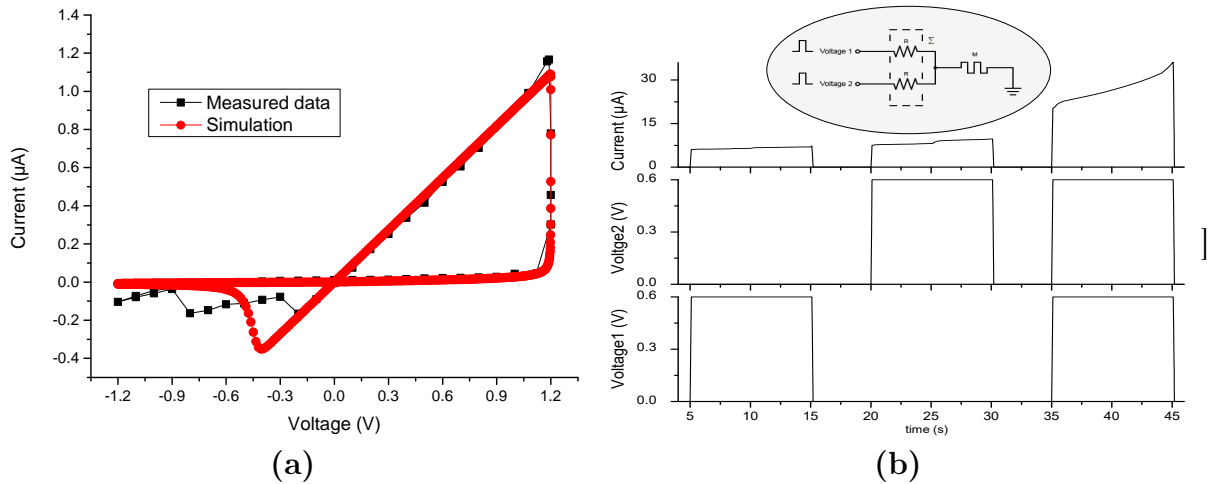 1.4
1.2
1.0
0.8
0.6
0.4
0.2
0.0
-0.2
-0.4
Current (µA)
Measured data
Simulation
-1.2 -0.9 -0.6 -0.3 0.0 0.3 0.6 0.9 1.2
Voltage (V)
(a)
Voltage 1
R
Σ
M
Voltage 2
R
30
15
0
Current (µA)
0.6
0.3
0.0
Voltge2 (V)
0.6
0.3
0.0
Voltage1 (V)
5 10 15 20 25 30 35 40 45
time (s)
(b)
]